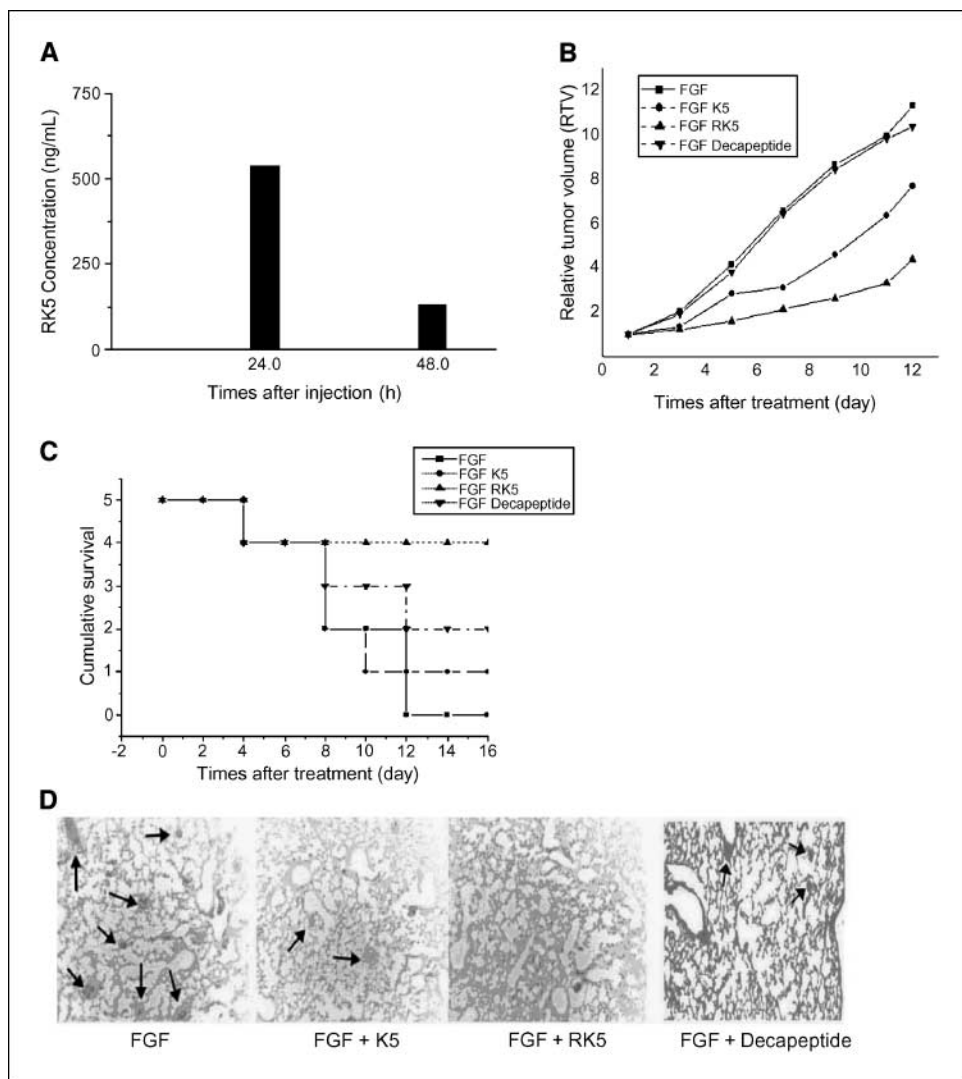 A
RK5 Concentration (ng/mL)
750
500
250
0
24.0
48.0
Times after injection (h)
B
FGF
FGF K5
FGF RK5
FGF Decapeptide
Relative tumor volume (RTV)
12
10
8
6
4
2
0
2
4
6
8
10
12
Times after treatment (day)
C
FGF
FGF K5
FGF RK5
FGF Decapeptide
Cumulative survival
5
4
3
2
1
0
-2
0
2
4
6
8
10
12
14
16
Times after treatment (day)
D
FGF
FGF + K5
FGF + RK5
FGF + Decapeptide